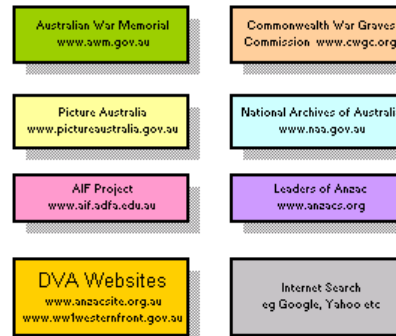 Australian War Memorial
www.awm.gov.au
Commonwealth War Graves
Commission www.cwgc.org
Picture Australia
www.pictureaustralia.gov.au
National Archives of Australi
www.naa.gov.au
AIF Project
www.aif.adfa.edu.au
Leaders of Anzac
www.anzacs.org
DVA Websites
www.anzacsite.org.au
www.ww1westernfront.gov.au
Internet Search
eg Google, Yahoo etc